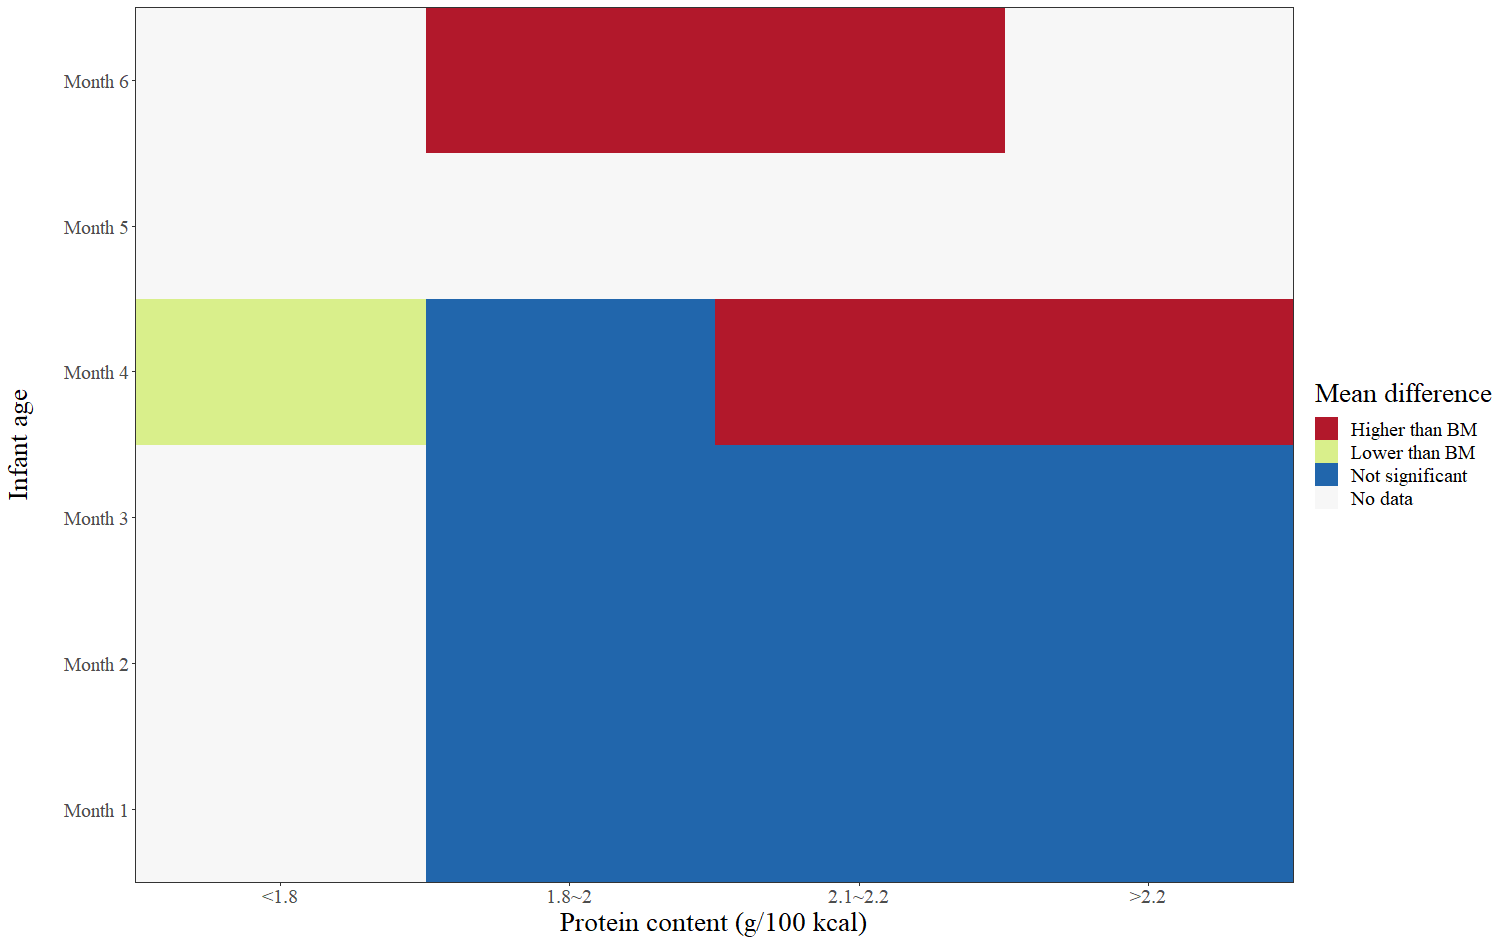 Month 6
Month 5
Month 4
Month 3
Month 2
Month 1
Infant age
<1.8
1.8~2
2.1~2.2
>2.2
Protein content (g/100 kcal)
Mean difference
Higher than BM
Lower than BM
Not significant
No data